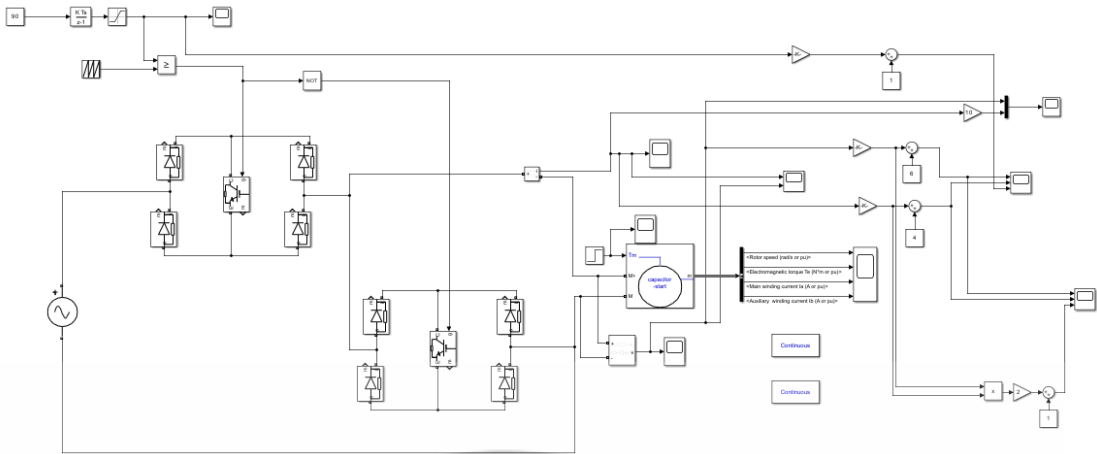 90
K Ts
z-1
≥
NOT
-K-
1
10
-K-
6
-K-
4
Tm
M+
M-
m
capacitor
-start
<Rotor speed (rad/s or pu)>
<Electromagnetic torque Te (N*m or pu)>
<Main winding current Ia (A or pu)>
<Auxiliary winding current Ib (A or pu)>
Continuous
Continuous
×
2
1